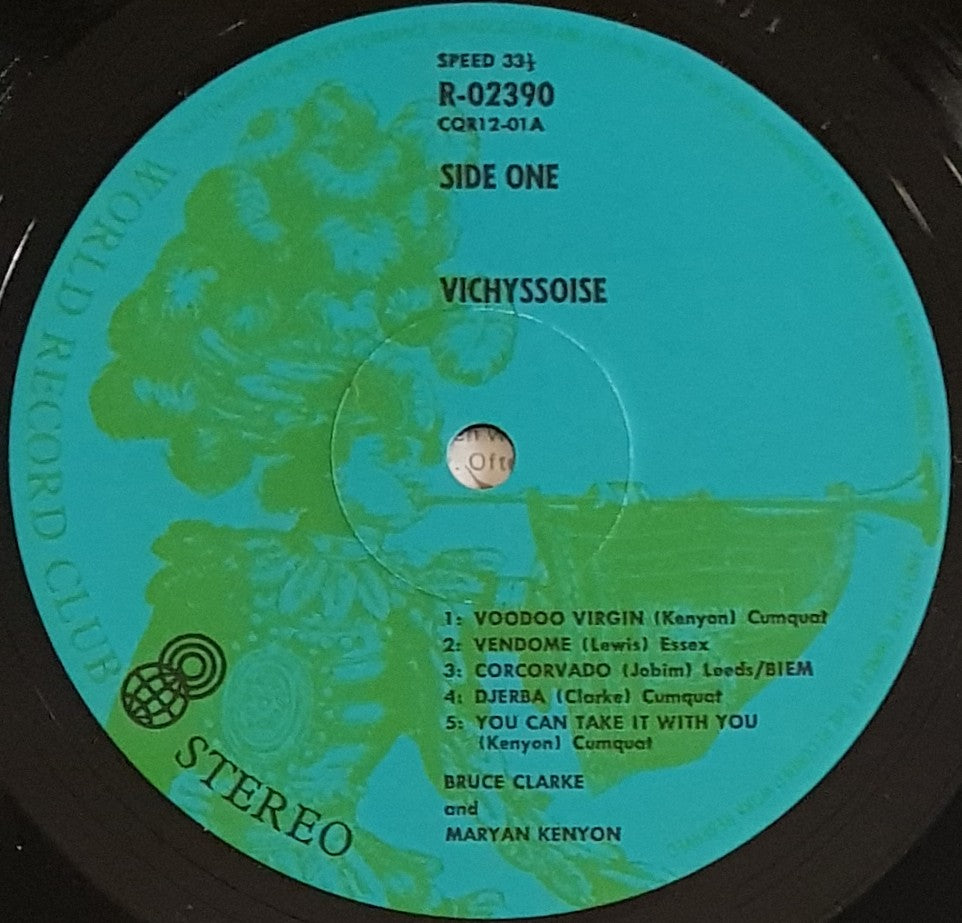 SPEED 33⅓
R-02390
CQR12-01A
SIDE ONE
VICHYSSOISE
WORLD RECORD CLUB
STEREO
1: VOODOO VIRGIN (Kenyon) Cumquat
2: VENDOME (Lewis) Essex
3: CORCORVADO (Jobim) Leeds/BIEM
4: DJERBA (Clarke) Cumquat
5: YOU CAN TAKE IT WITH YOU
(Kenyon) Cumquat
BRUCE CLARKE
and
MARYAN KENYON